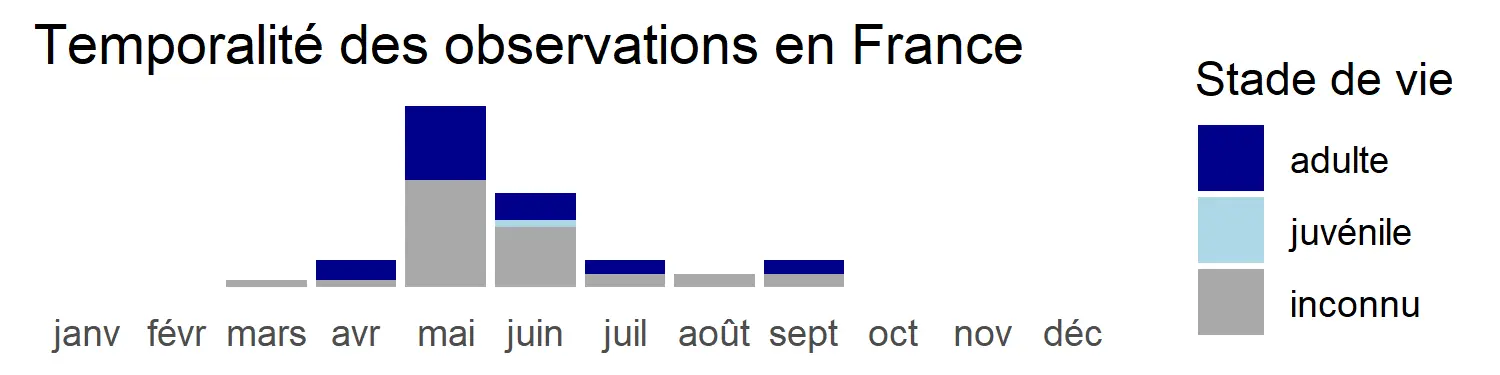 Temporalité des observations en France
Stade de vie
adulte
juvénile
inconnu
janv févr mars avr mai juin juil août sept oct nov déc